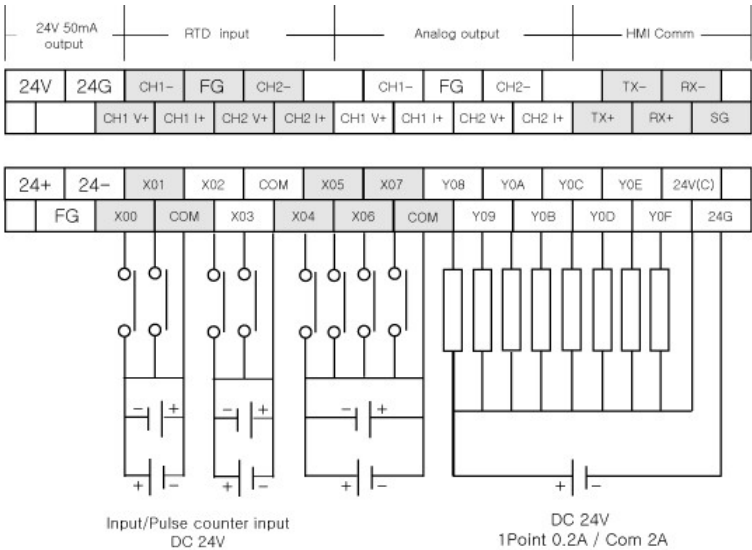 24V 50mA output RTD input Analog output HMI Comm
24V 24G CH1- FG CH2- CH1- FG CH2- TX- RX-
CH1 V+ CH1 I+ CH2 V+ CH2 I+ CH1 V+ CH1 I+ CH2 V+ CH2 I+ TX+ RX+ SG
24+ 24- X01 X02 COM X05 X07 Y08 Y0A Y0C Y0E 24V(C)
FG X00 COM X03 X04 X06 COM Y09 Y0B Y0D Y0F 24G
- + - + - +
+ - + - + - + -
Input/Pulse counter input
DC 24V
DC 24V
1Point 0.2A / Com 2A